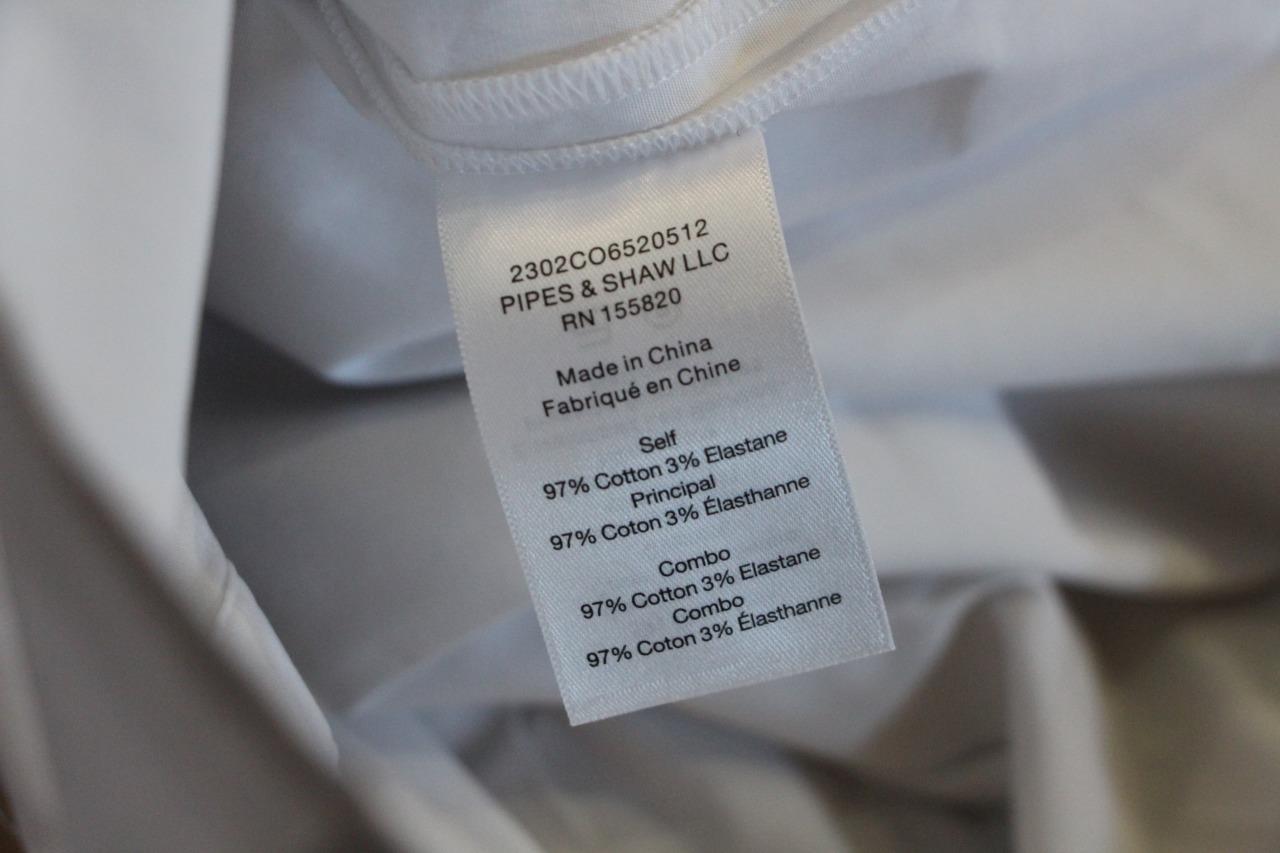 2302CO6520512
PIPES & SHAW LLC
RN 155820
Made in China
Fabriqué en Chine
Self
97% Cotton 3% Elastane
Principal
97% Coton 3% Élasthanne
Combo
97% Cotton 3% Elastane
Combo
97% Coton 3% Élasthanne